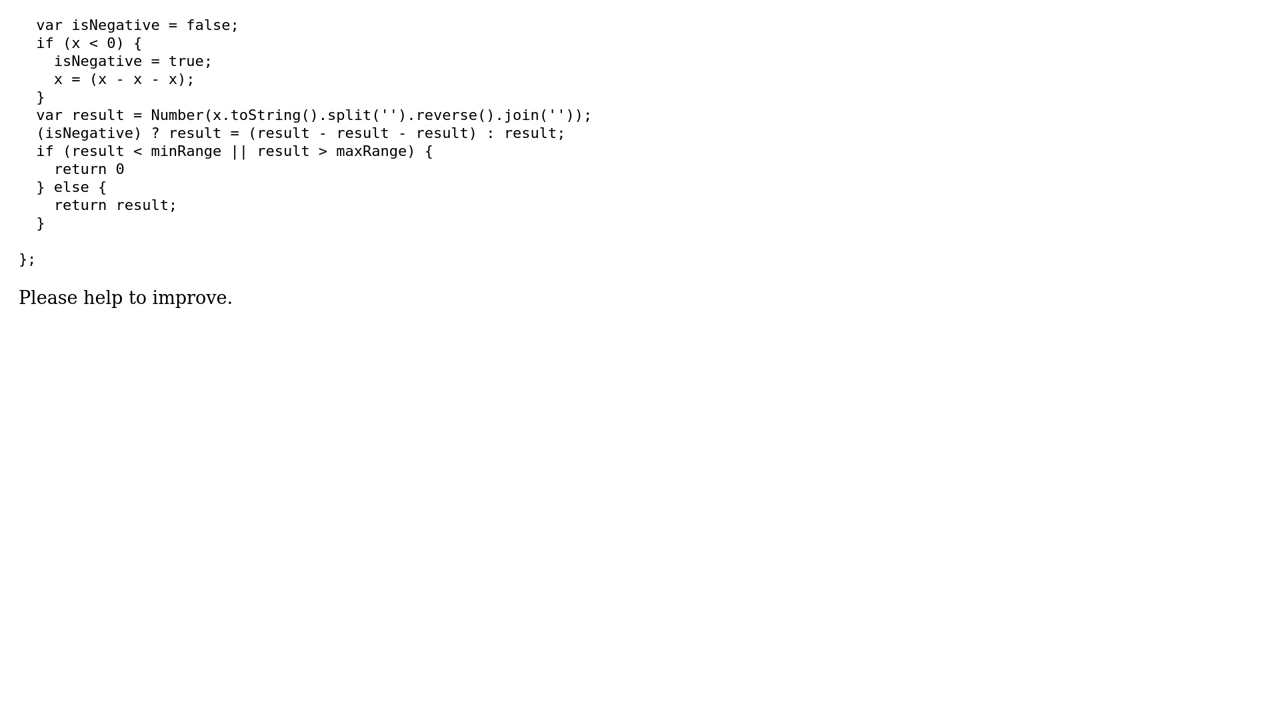 var isNegative = false;
if (x < 0) {
isNegative = true;
x = (x - x - x);
}
var result = Number(x.toString().split('').reverse().join(''));
(isNegative) ? result = (result - result - result) : result;
if (result < minRange || result > maxRange) {
return 0
} else {
return result;
}
};
Please help to improve.